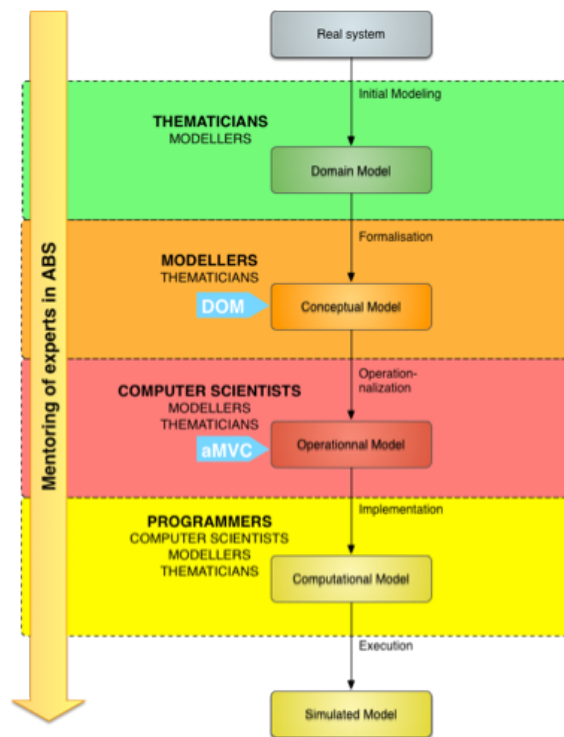 Real system
Initial Modeling
THEMATICIANS
MODELLERS
Domain Model
Formalisation
MODELLERS
THEMATICIANS
DOM
Conceptual Model
Operation-
nalization
COMPUTER SCIENTISTS
MODELLERS
THEMATICIANS
aMVC
Operationnal Model
Implementation
PROGRAMMERS
COMPUTER SCIENTISTS
MODELLERS
THEMATICIANS
Computational Model
Execution
Simulated Model
Mentoring of experts in ABS